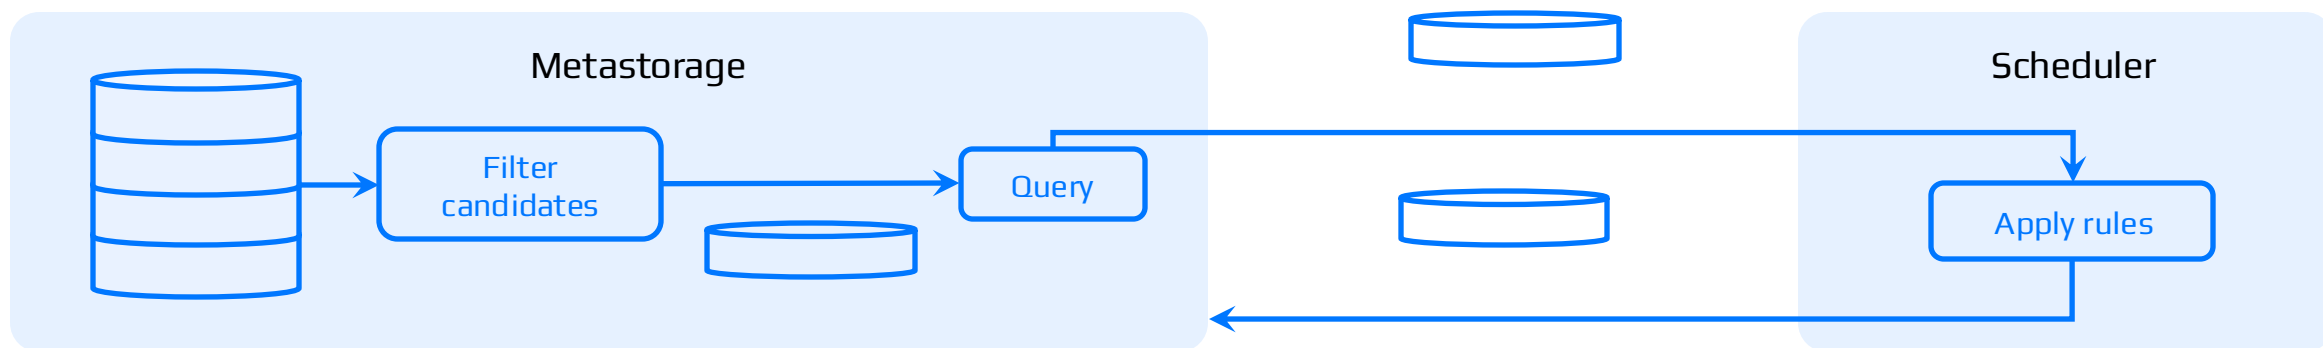 Metastorage
Scheduler
Filter
candidates
Query
Apply rules